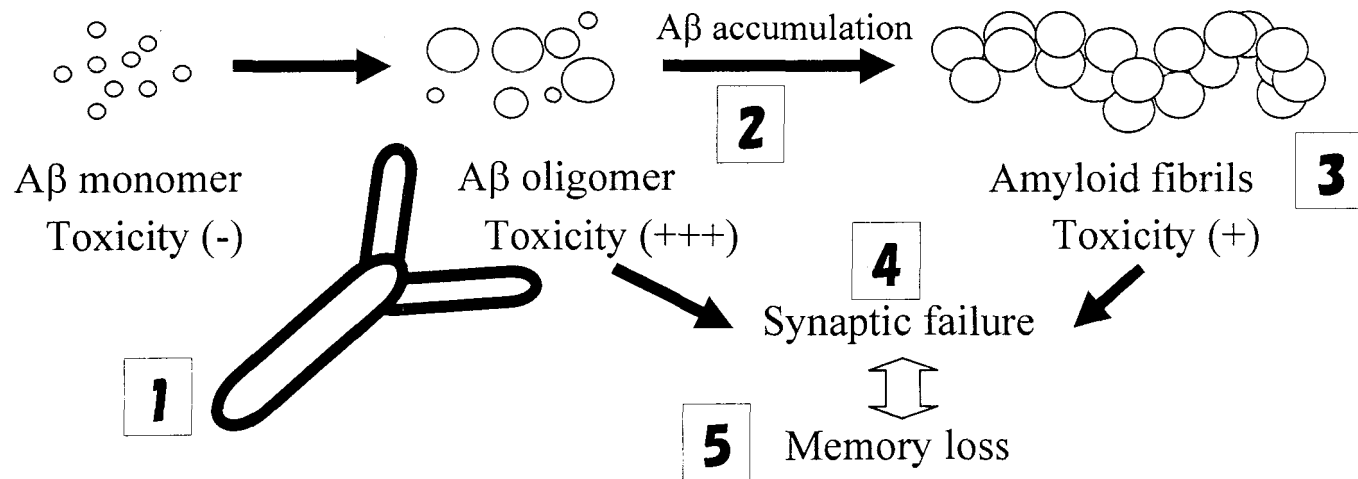 Aβ accumulation
2
Aβ monomer
Toxicity (-)
Aβ oligomer
Toxicity (+++)
Amyloid fibrils
Toxicity (+)
3
4
Synaptic failure
1
5
Memory loss